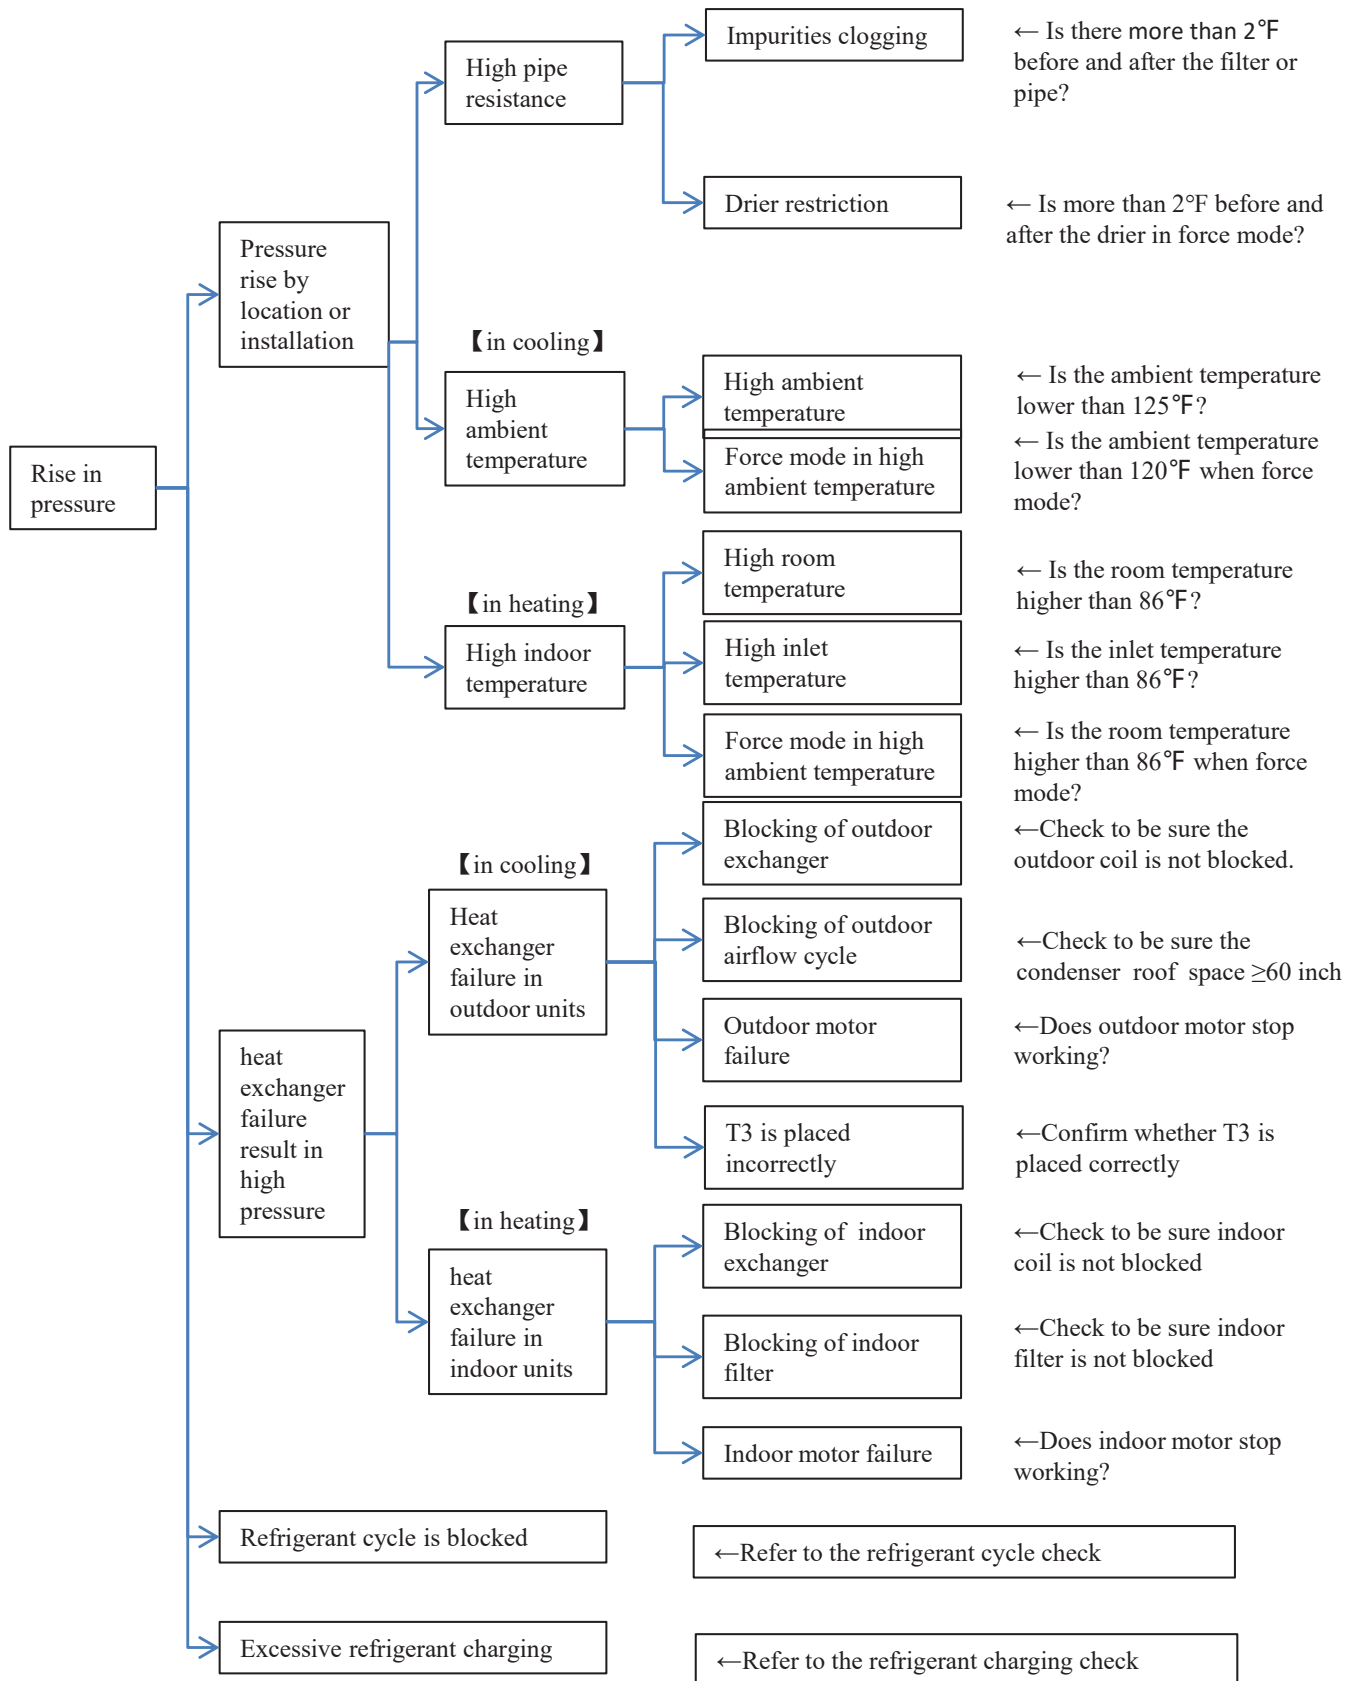 Impurities clogging
← Is there more than 2℉
before and after the filter or
pipe?
High pipe
resistance
Drier restriction
← Is more than 2°F before and
after the drier in force mode?
Pressure
rise by
location or
installation
【in cooling】
High ambient
temperature
← Is the ambient temperature
lower than 125℉?
High
ambient
temperature
Force mode in high
ambient temperature
← Is the ambient temperature
lower than 120℉ when force
mode?
Rise in
pressure
High room
temperature
← Is the room temperature
higher than 86℉?
【in heating】
High indoor
temperature
High inlet
temperature
← Is the inlet temperature
higher than 86℉?
Force mode in high
ambient temperature
← Is the room temperature
higher than 86℉ when force
mode?
Blocking of outdoor
exchanger
←Check to be sure the
outdoor coil is not blocked.
【in cooling】
Heat
exchanger
failure in
outdoor units
Blocking of outdoor
airflow cycle
←Check to be sure the
condenser roof space ≥60 inch
Outdoor motor
failure
←Does outdoor motor stop
working?
heat
exchanger
failure
result in
high
pressure
T3 is placed
incorrectly
←Confirm whether T3 is
placed correctly
【in heating】
Blocking of indoor
exchanger
←Check to be sure indoor
coil is not blocked
heat
exchanger
failure in
indoor units
Blocking of indoor
filter
←Check to be sure indoor
filter is not blocked
Indoor motor failure
←Does indoor motor stop
working?
Refrigerant cycle is blocked
←Refer to the refrigerant cycle check
Excessive refrigerant charging
←Refer to the refrigerant charging check